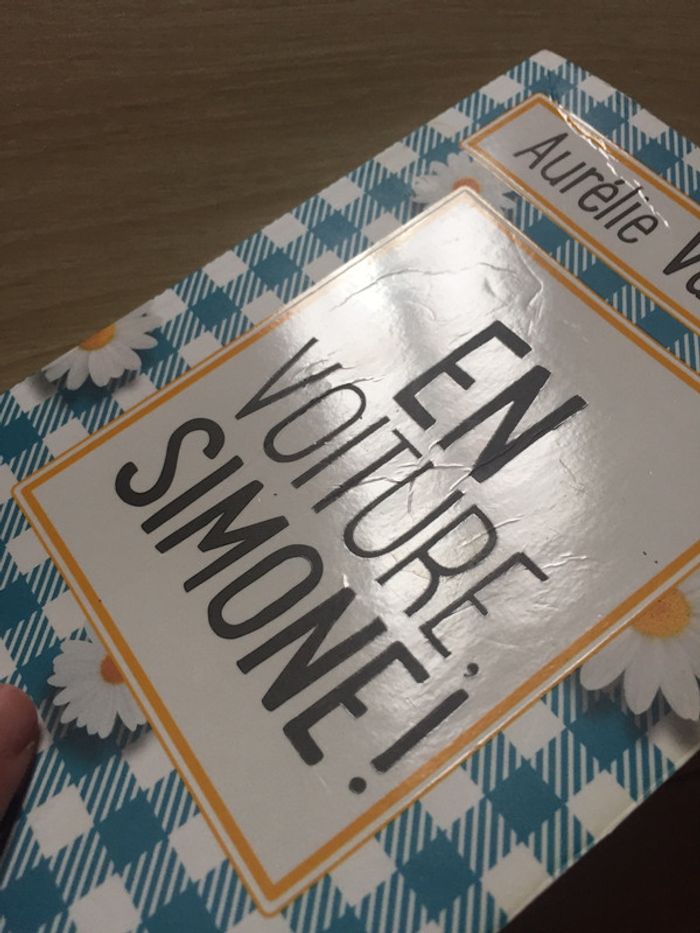 Aurélie
EN
VOITURE,
SIMONE!